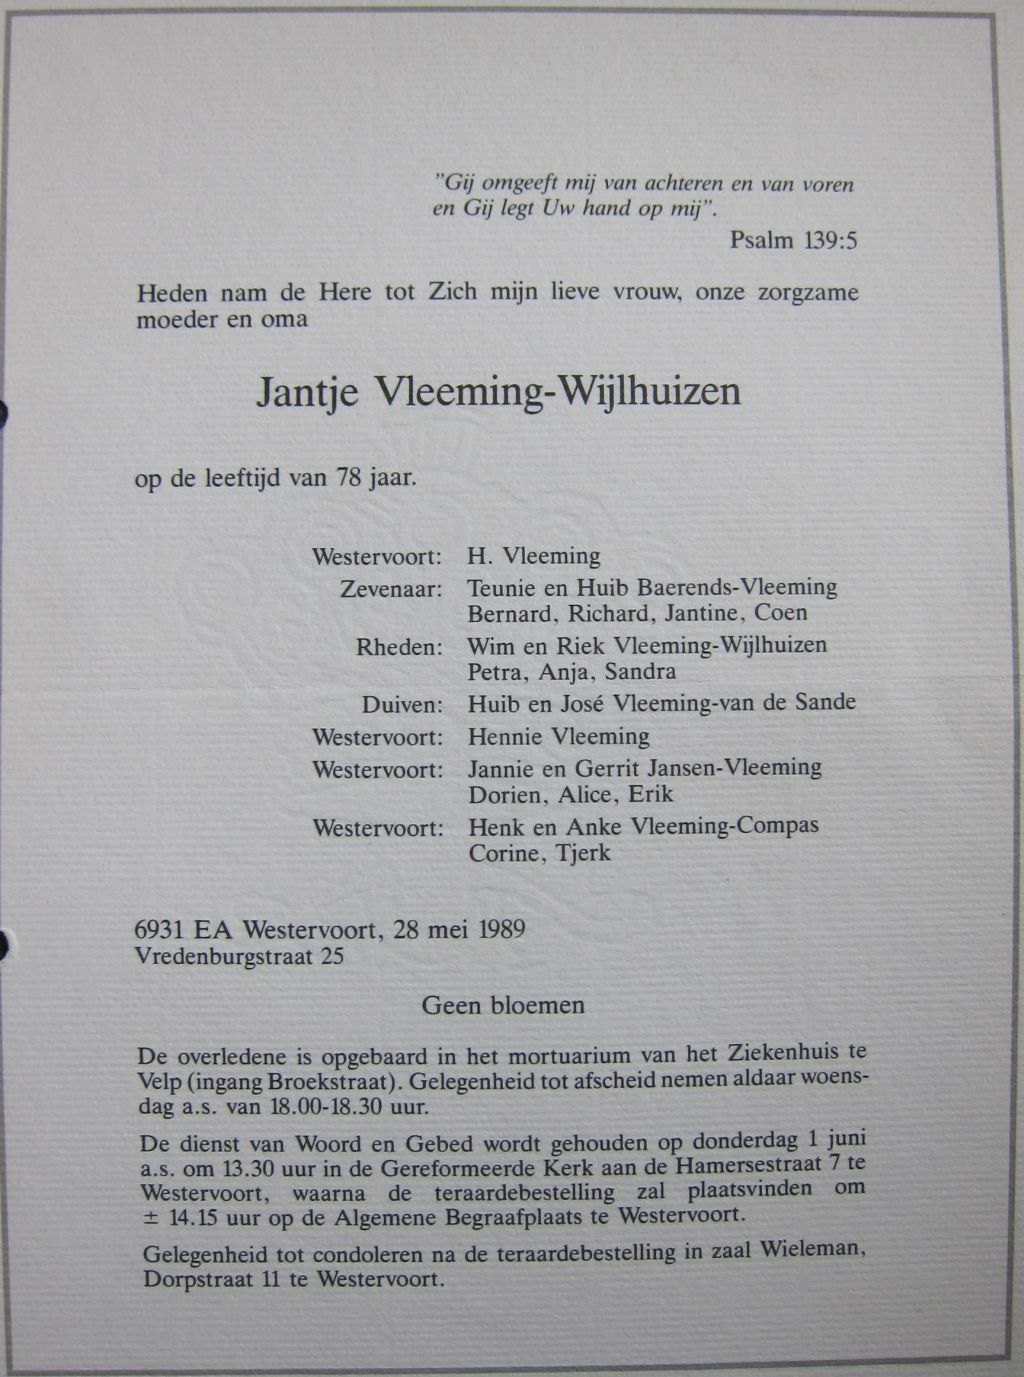 "Gij omgeeft mij van achteren en van voren
en Gij legt Uw hand op mij".
Psalm 139:5
Heden nam de Here tot Zich mijn lieve vrouw, onze zorgzame
moeder en oma
Jantje Vleeming-Wijlhuizen
op de leeftijd van 78 jaar.
Westervoort: H. Vleeming
Zevenaar: Teunie en Huib Baerends-Vleeming
Bernard, Richard, Jantine, Coen
Rheden: Wim en Riek Vleeming-Wijlhuizen
Petra, Anja, Sandra
Duiven: Huib en José Vleeming-van de Sande
Westervoort: Hennie Vleeming
Westervoort: Jannie en Gerrit Jansen-Vleeming
Dorien, Alice, Erik
Westervoort: Henk en Anke Vleeming-Compas
Corine, Tjerk
6931 EA Westervoort, 28 mei 1989
Vredenburgstraat 25
Geen bloemen
De overledene is opgebaard in het mortuarium van het Ziekenhuis te
Velp (ingang Broekstraat). Gelegenheid tot afscheid nemen aldaar woens-
dag a.s. van 18.00-18.30 uur.
De dienst van Woord en Gebed wordt gehouden op donderdag 1 juni
a.s. om 13.30 uur in de Gereformeerde Kerk aan de Hamersestraat 7 te
Westervoort, waarna de teraardebestelling zal plaatsvinden om
± 14.15 uur op de Algemene Begraafplaats te Westervoort.
Gelegenheid tot condoleren na de teraardebestelling in zaal Wieleman,
Dorpstraat 11 te Westervoort.